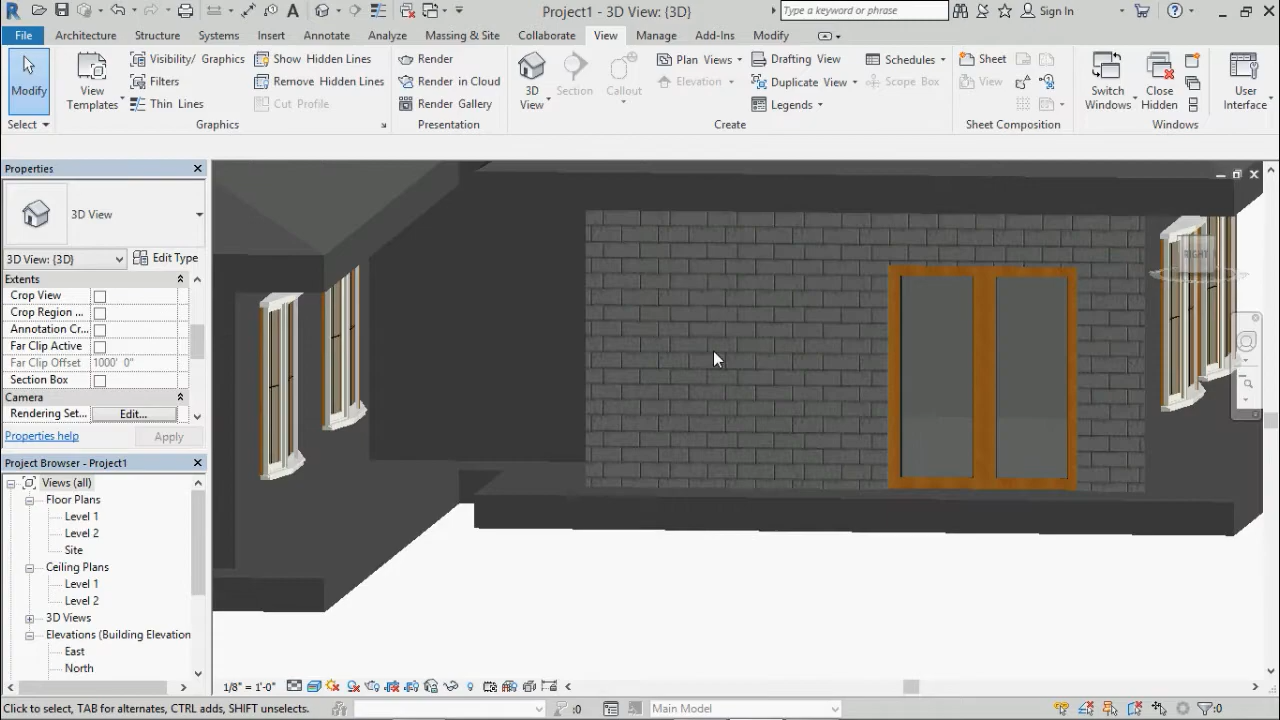 Project1 - 3D View: {3D}
Type a keyword or phrase
Sign In
File
Architecture
Structure
Systems
Insert
Annotate
Analyze
Massing & Site
Collaborate
View
Manage
Add-Ins
Modify
Modify
Select
View
Templates
Visibility/ Graphics
Filters
Thin Lines
Show Hidden Lines
Remove Hidden Lines
Cut Profile
Graphics
Render
Render in Cloud
Render Gallery
Presentation
3D
View
Section
Callout
Plan Views
Elevation
Drafting View
Duplicate View
Legends
Schedules
Scope Box
Create
Sheet
View
Sheet Composition
Switch
Windows
Close
Hidden
Windows
User
Interface
Properties
3D View
3D View: {3D}
Edit Type
Extents
Crop View
Crop Region ...
Annotation Cr...
Far Clip Active
Far Clip Offset
1000' 0"
Section Box
Camera
Rendering Set...
Edit...
Properties help
Apply
Project Browser - Project1
Views (all)
Floor Plans
Level 1
Level 2
Site
Ceiling Plans
Level 1
Level 2
3D Views
Elevations (Building Elevation
East
North
RIGHT
1/8" = 1'-0"
Click to select, TAB for alternates, CTRL adds, SHIFT unselects.
:0
Main Model
:0